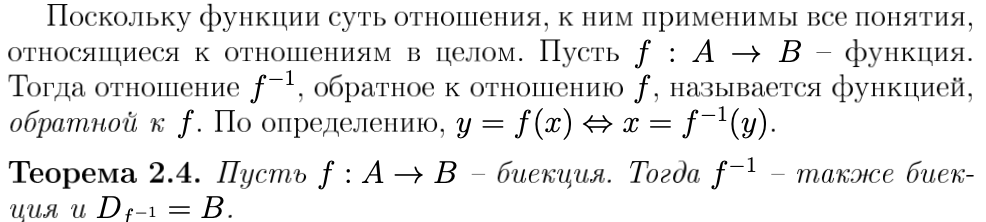 Поскольку функции суть отношения, к ним применимы все понятия,
относящиеся к отношениям в целом. Пусть f : A → B – функция.
Тогда отношение f⁻¹, обратное к отношению f, называется функцией,
обратной к f. По определению, y = f(x) ⇔ x = f⁻¹(y).
Теорема 2.4. Пусть f : A → B – биекция. Тогда f⁻¹ – также биек-
ция и D_{f⁻¹} = B.